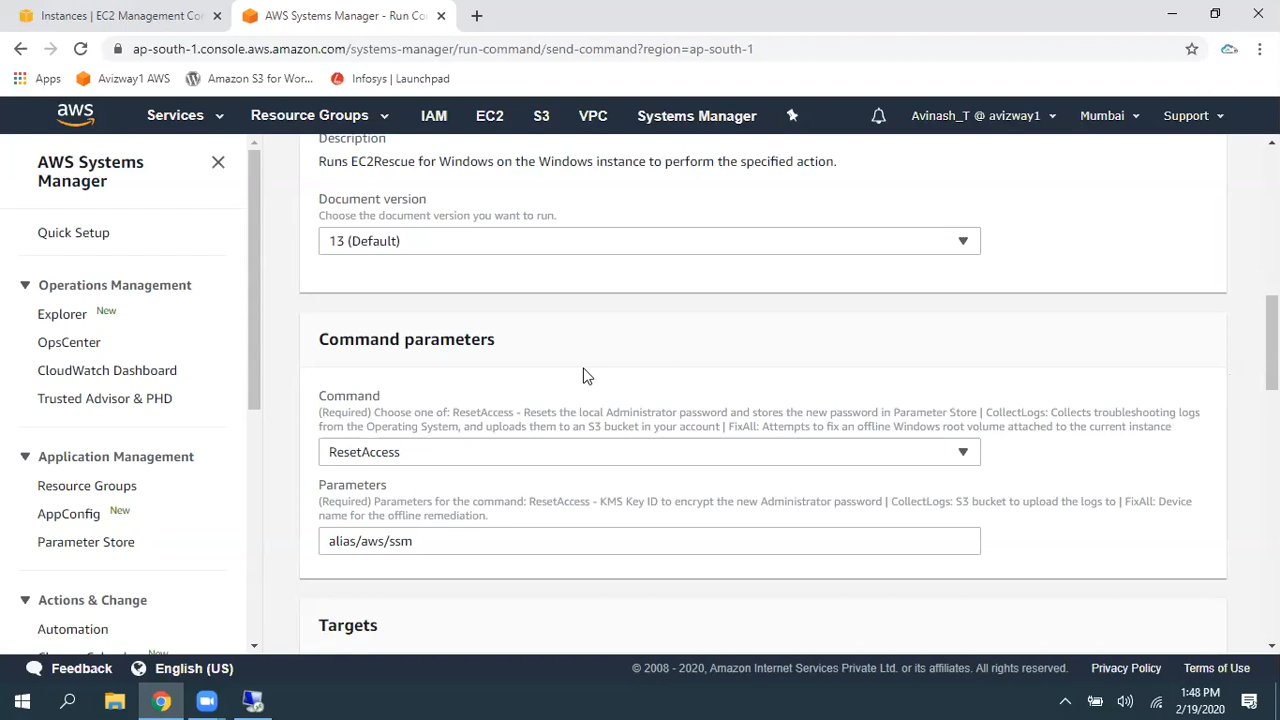 Instances | EC2 Management Con
AWS Systems Manager - Run Co
ap-south-1.console.aws.amazon.com/systems-manager/run-command/send-command?region=ap-south-1
Apps
Avizway1 AWS
Amazon S3 for Wor...
Infosys | Launchpad
aws
Services
Resource Groups
IAM
EC2
S3
VPC
Systems Manager
Avinash_T @ avizway1
Mumbai
Support
AWS Systems
Manager
Quick Setup
Operations Management
Explorer New
OpsCenter
CloudWatch Dashboard
Trusted Advisor & PHD
Application Management
Resource Groups
AppConfig New
Parameter Store
Actions & Change
Automation
New
Description
Runs EC2Rescue for Windows on the Windows instance to perform the specified action.
Document version
Choose the document version you want to run.
13 (Default)
Command parameters
Command
(Required) Choose one of: ResetAccess - Resets the local Administrator password and stores the new password in Parameter Store | CollectLogs: Collects troubleshooting logs
from the Operating System, and uploads them to an S3 bucket in your account | FixAll: Attempts to fix an offline Windows root volume attached to the current instance
ResetAccess
Parameters
(Required) Parameters for the command: ResetAccess - KMS Key ID to encrypt the new Administrator password | CollectLogs: S3 bucket to upload the logs to | FixAll: Device
name for the offline remediation.
alias/aws/ssm
Targets
Feedback
English (US)
© 2008 - 2020, Amazon Internet Services Private Ltd. or its affiliates. All rights reserved.
Privacy Policy
Terms of Use
1:48 PM
2/19/2020